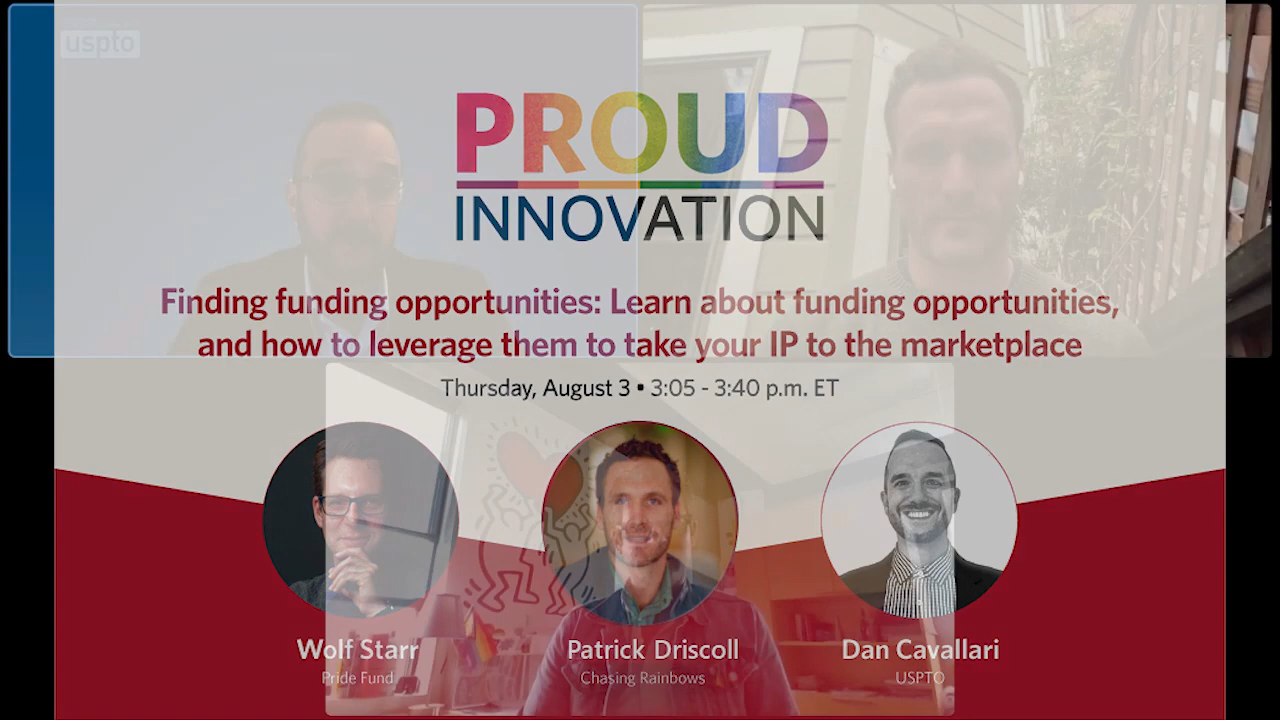 uspto
PROUD
INNOVATION
Finding funding opportunities: Learn about funding opportunities,
and how to leverage them to take your IP to the marketplace
Thursday, August 3 • 3:05 - 3:40 p.m. ET
Wolf Starr
Patrick Driscoll
Dan Cavallari
Pride Fund
Chasing Rainbows
USPTO